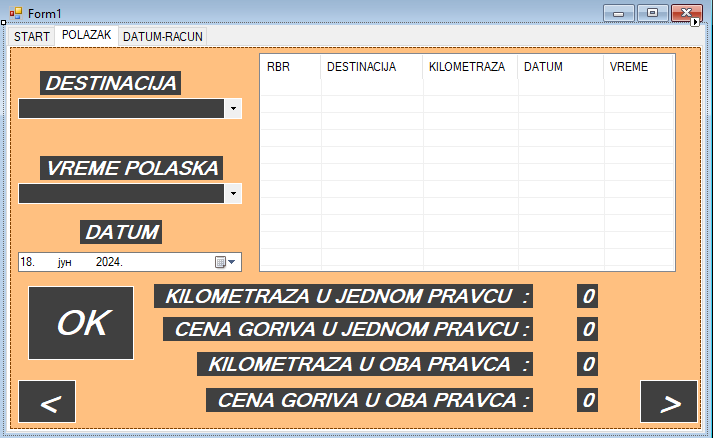 Form1
START POLAZAK DATUM-RACUN
DESTINACIJA
VREME POLASKA
DATUM
18. јун 2024.
RBR DESTINACIJA KILOMETRAZA DATUM VREME
OK
KILOMETRAZA U JEDNOM PRAVCU : 0
CENA GORIVA U JEDNOM PRAVCU : 0
KILOMETRAZA U OBA PRAVCA : 0
CENA GORIVA U OBA PRAVCA : 0
< >